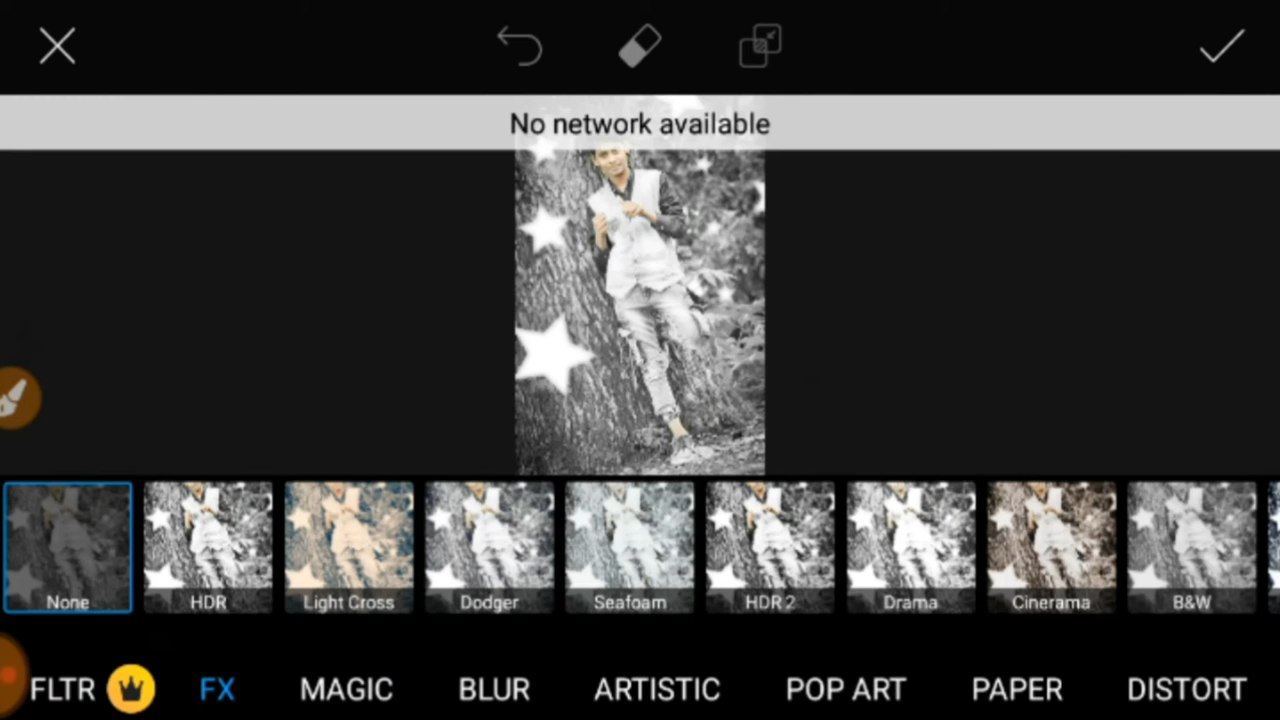 No network available
None
HDR
Light Cross
Dodger
Seafoam
HDR 2
Drama
Cinerama
B&W
FLTR
FX
MAGIC
BLUR
ARTISTIC
POP ART
PAPER
DISTORT